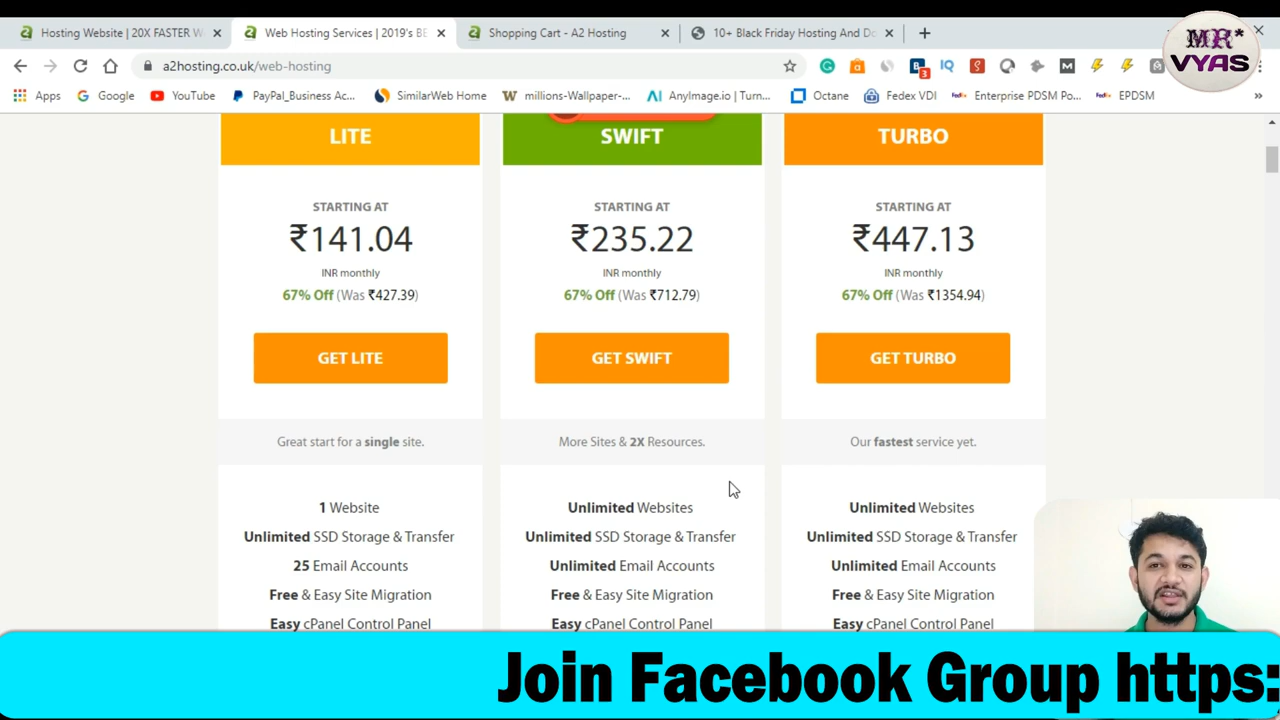 Hosting Website | 20X FASTER W
Web Hosting Services | 2019's BE
Shopping Cart - A2 Hosting
10+ Black Friday Hosting And Do
MR*
VYAS
a2hosting.co.uk/web-hosting
3
IQ
M
Apps
Google
YouTube
PayPal_Business Ac...
SimilarWeb Home
millions-Wallpaper-...
AnyImage.io | Turn...
Octane
Fedex VDI
Enterprise PDSM Po...
EPDSM
LITE
STARTING AT
₹141.04
INR monthly
67% Off (Was ₹427.39)
GET LITE
Great start for a single site.
1 Website
Unlimited SSD Storage & Transfer
25 Email Accounts
Free & Easy Site Migration
Easy cPanel Control Panel
SWIFT
STARTING AT
₹235.22
INR monthly
67% Off (Was ₹712.79)
GET SWIFT
More Sites & 2X Resources.
Unlimited Websites
Unlimited SSD Storage & Transfer
Unlimited Email Accounts
Free & Easy Site Migration
Easy cPanel Control Panel
TURBO
STARTING AT
₹447.13
INR monthly
67% Off (Was ₹1354.94)
GET TURBO
Our fastest service yet.
Unlimited Websites
Unlimited SSD Storage & Transfer
Unlimited Email Accounts
Free & Easy Site Migration
Easy cPanel Control Panel
Join Facebook Group https: